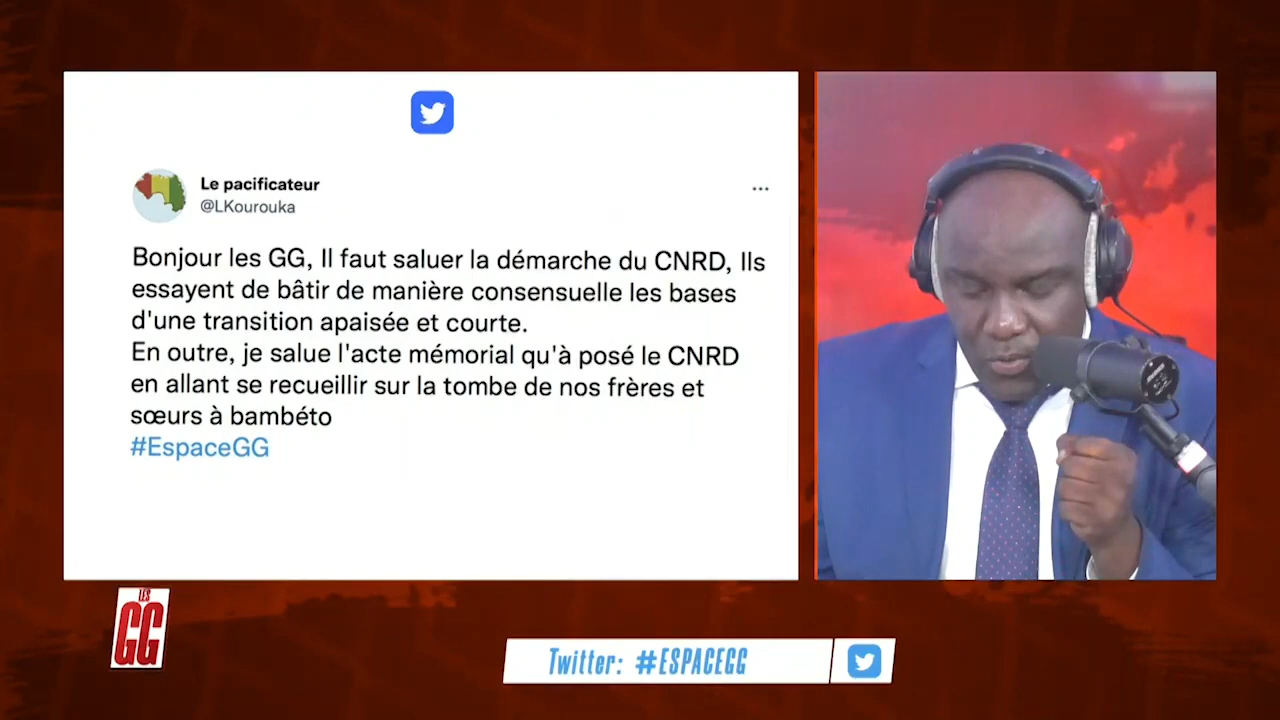 Le pacificateur
@LKourouka
Bonjour les GG, Il faut saluer la démarche du CNRD, Ils
essayent de bâtir de manière consensuelle les bases
d'une transition apaisée et courte.
En outre, je salue l'acte mémorial qu'à posé le CNRD
en allant se recueillir sur la tombe de nos frères et
sœurs à bambéto
#EspaceGG
LES
GG
Twitter: #ESPACEGG